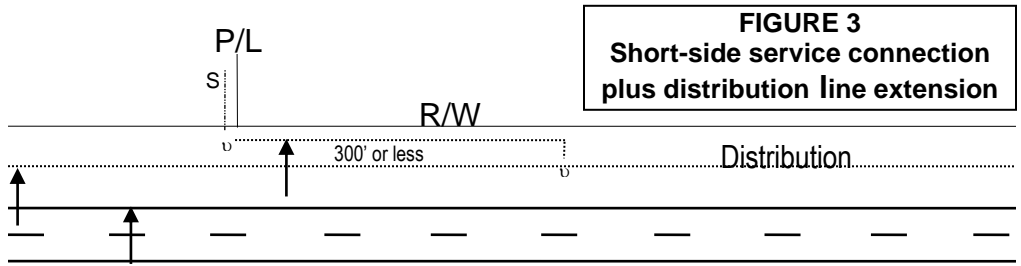 FIGURE 3
Short-side service connection
plus distribution line extension
P/L
S
R/W
υ
300' or less
υ
Distribution